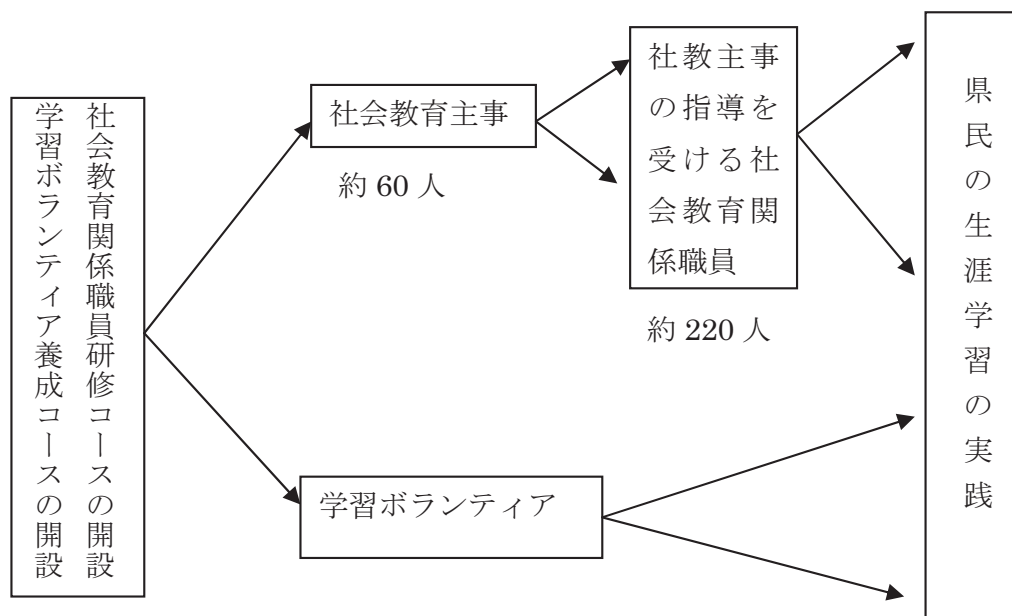 社会教育関係職員研修コースの開設
学習ボランティア養成コースの開設
社会教育主事
約 60 人
社教主事
の指導を
受ける社
会教育関
係職員
約 220 人
学習ボランティア
県民の生涯学習の実践